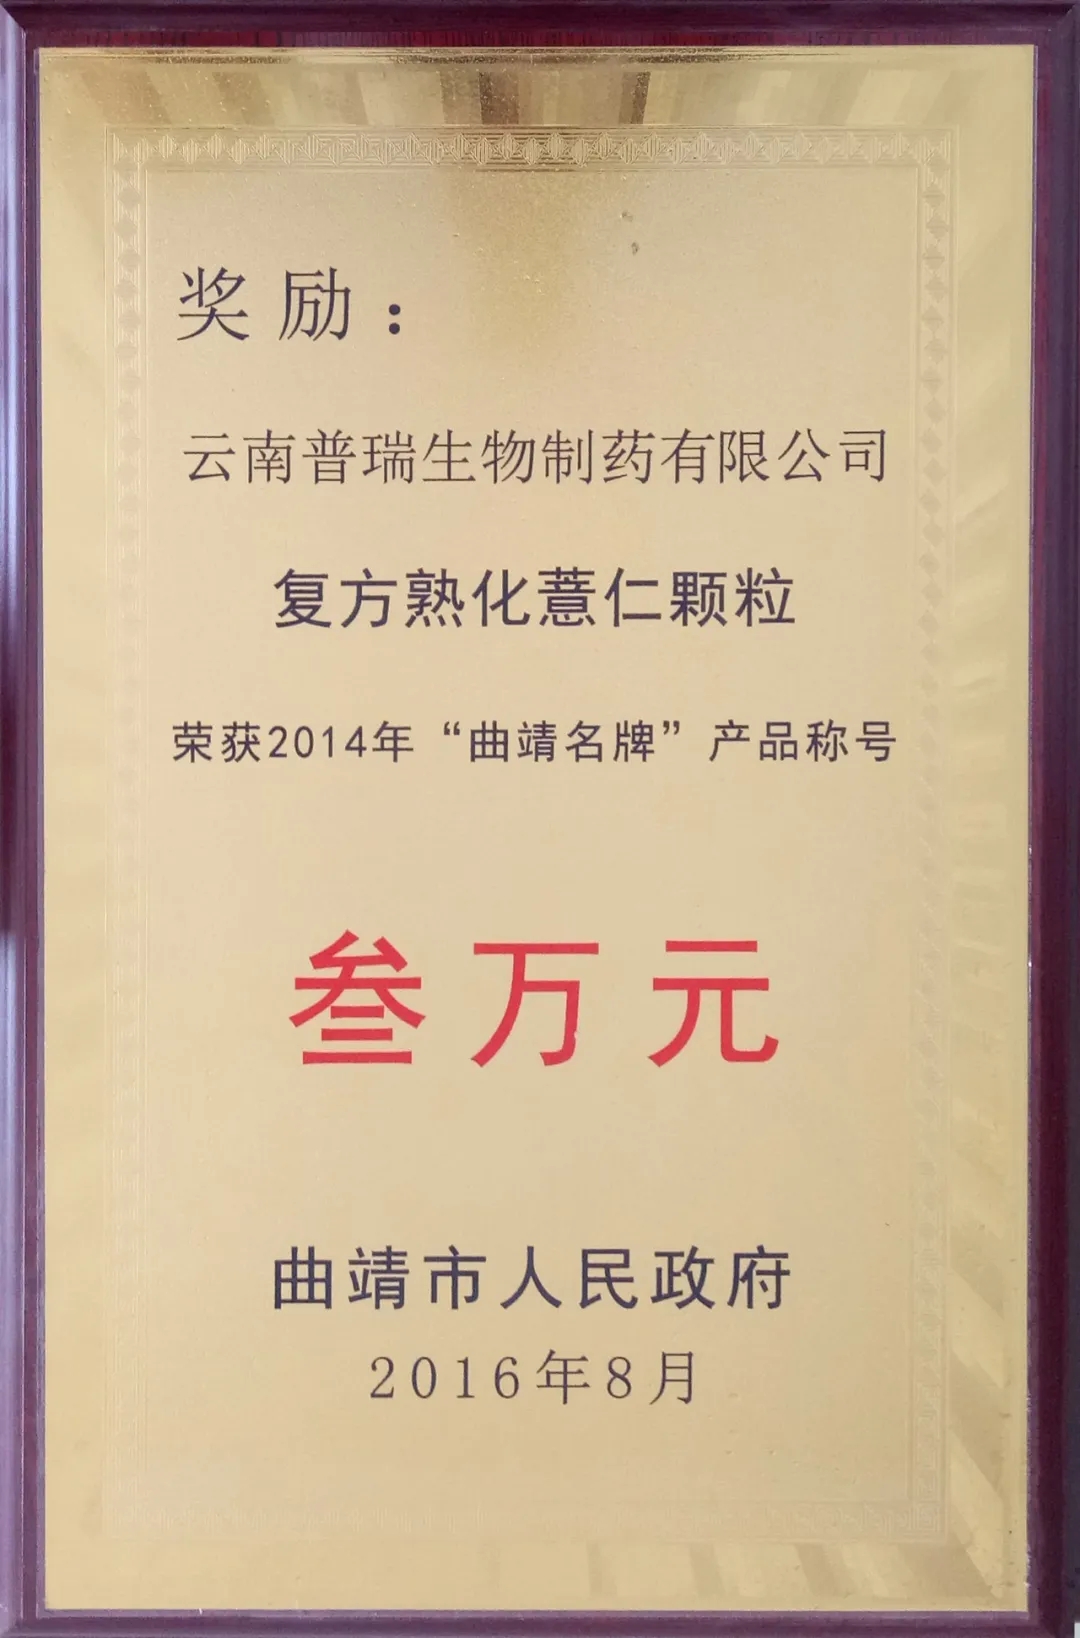 奖励：
云南普瑞生物制药有限公司
复方熟化薏仁颗粒
荣获2014年“曲靖名牌”产品称号
叁万元
曲靖市人民政府
2016年8月